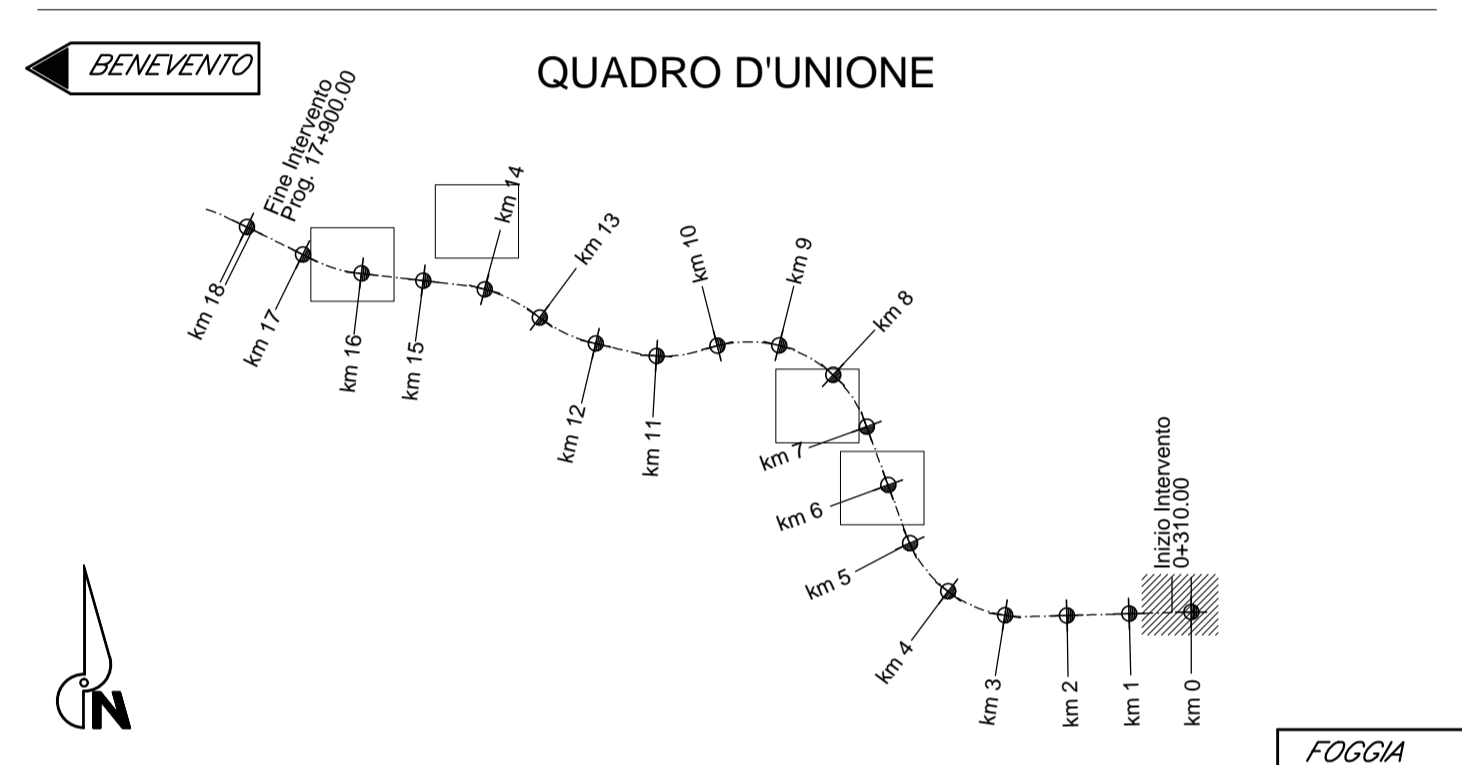 BENEVENTO
QUADRO D'UNIONE
Fine Intervento
Prog. 17+900.00
km 18
km 17
km 16
km 15
km 14
km 13
km 12
km 11
km 10
km 9
km 8
km 7
km 6
km 5
km 4
km 3
km 2
km 1
km 0
Inizio Intervento
0+310.00
N
FOGGIA